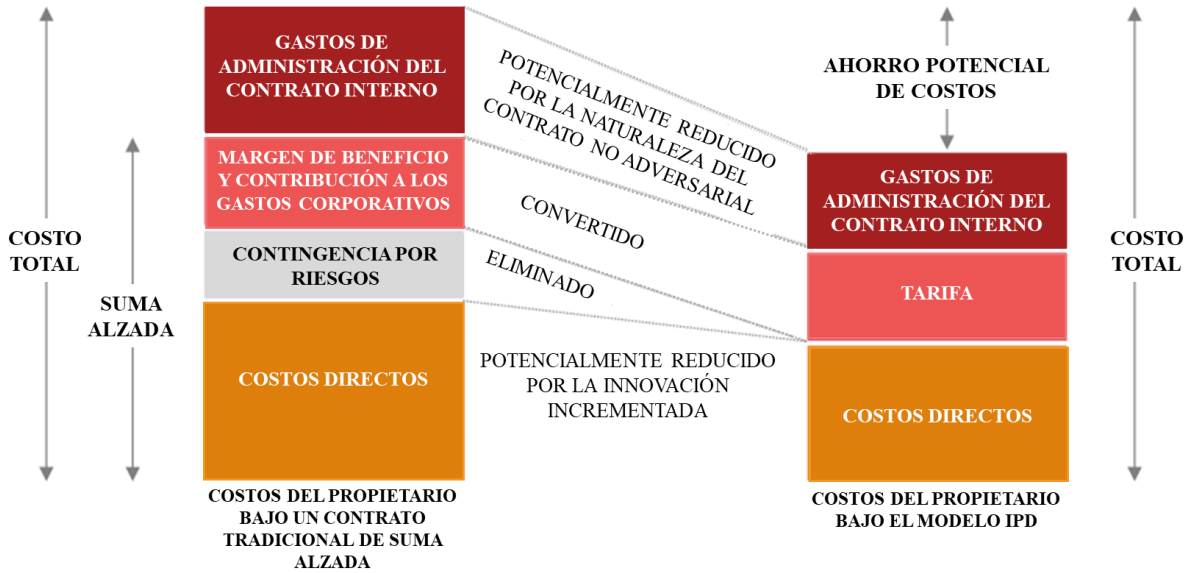 COSTO
TOTAL
SUMA
ALZADA
GASTOS DE
ADMINISTRACIÓN DEL
CONTRATO INTERNO
MARGEN DE BENEFICIO
Y CONTRIBUCIÓN A LOS
GASTOS CORPORATIVOS
CONTINGENCIA POR
RIESGOS
COSTOS DIRECTOS
COSTOS DEL PROPIETARIO
BAJO UN CONTRATO
TRADICIONAL DE SUMA
ALZADA
POTENCIALMENTE REDUCIDO
POR LA NATURALEZA DEL
CONTRATO NO ADVERSARIAL
CONVERTIDO
ELIMINADO
POTENCIALMENTE REDUCIDO
POR LA INNOVACIÓN
INCREMENTADA
AHORRO POTENCIAL
DE COSTOS
GASTOS DE
ADMINISTRACIÓN DEL
CONTRATO INTERNO
TARIFA
COSTOS DIRECTOS
COSTOS DEL PROPIETARIO
BAJO EL MODELO IPD
COSTO
TOTAL